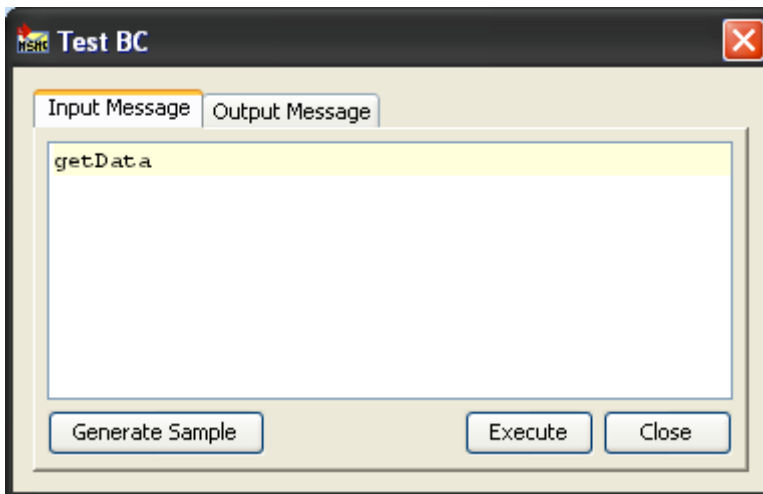 Test BC
Input Message Output Message
getData
Generate Sample Execute Close